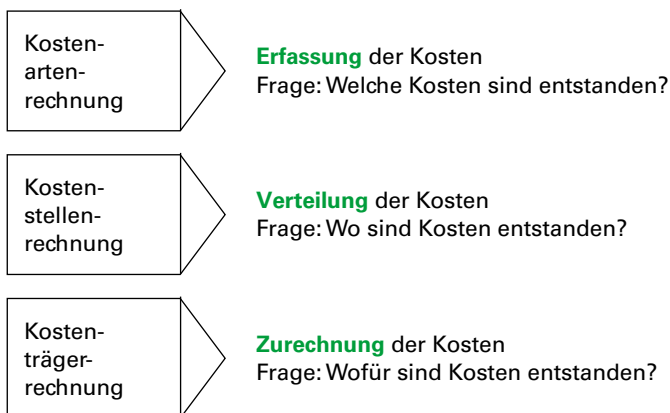 Kosten-
arten-
rechnung
Erfassung der Kosten
Frage: Welche Kosten sind entstanden?
Kosten-
stellen-
rechnung
Verteilung der Kosten
Frage: Wo sind Kosten entstanden?
Kosten-
träger-
rechnung
Zurechnung der Kosten
Frage: Wofür sind Kosten entstanden?